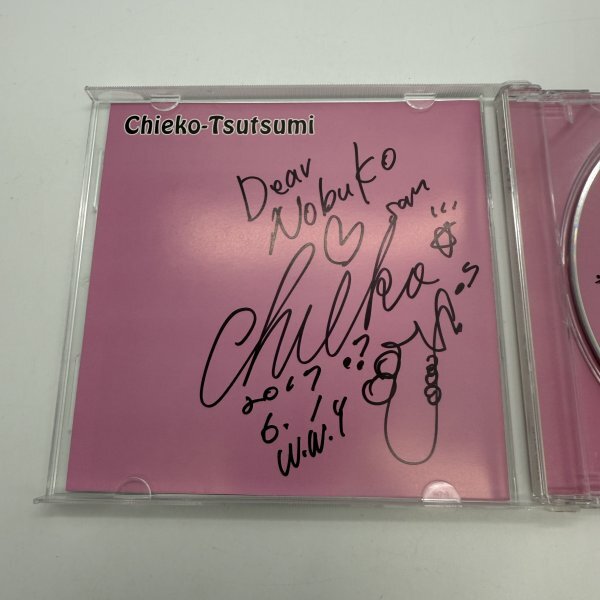 Chieko-Tsutsumi
Dear
Nobuko
san
Chieko
2017
6.1
W.W.Y